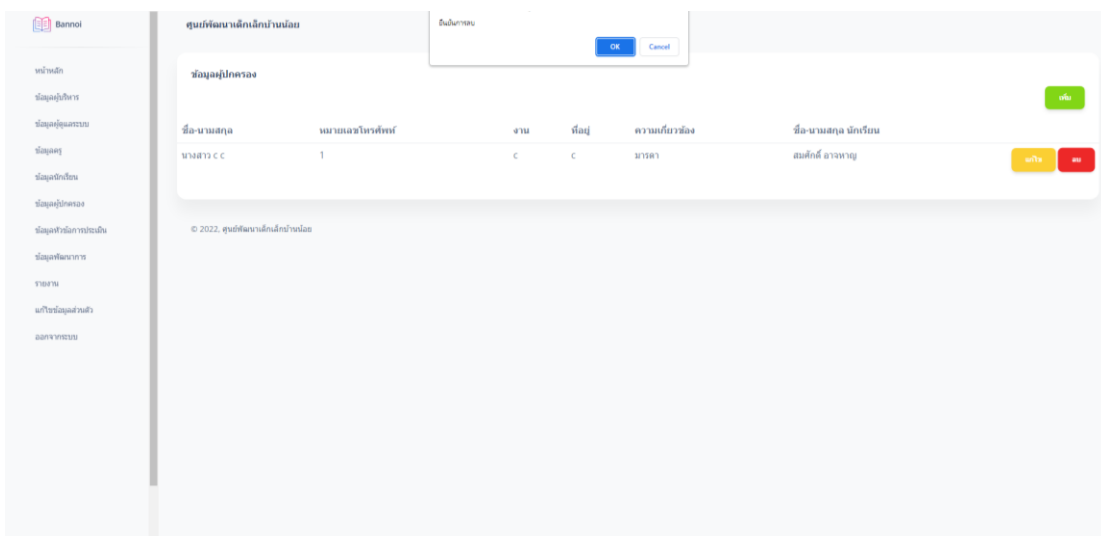 Bannoi
ศูนย์พัฒนาเด็กเล็กบ้านน้อย
ยืนยันการลบ
OK Cancel
หน้าหลัก
ข้อมูลผู้บริหาร
ข้อมูลผู้ดูแลระบบ
ข้อมูลครู
ข้อมูลนักเรียน
ข้อมูลผู้ปกครอง
ข้อมูลหัวข้อการประเมิน
ข้อมูลพัฒนาการ
รายงาน
แก้ไขข้อมูลส่วนตัว
ออกจากระบบ
ข้อมูลผู้ปกครอง
เพิ่ม
ชื่อ-นามสกุล หมายเลขโทรศัพท์ งาน ที่อยู่ ความเกี่ยวข้อง ชื่อ-นามสกุล นักเรียน
นางสาว c c 1 c c มารดา สมศักดิ์ อาจหาญ แก้ไข ลบ
© 2022, ศูนย์พัฒนาเด็กเล็กบ้านน้อย